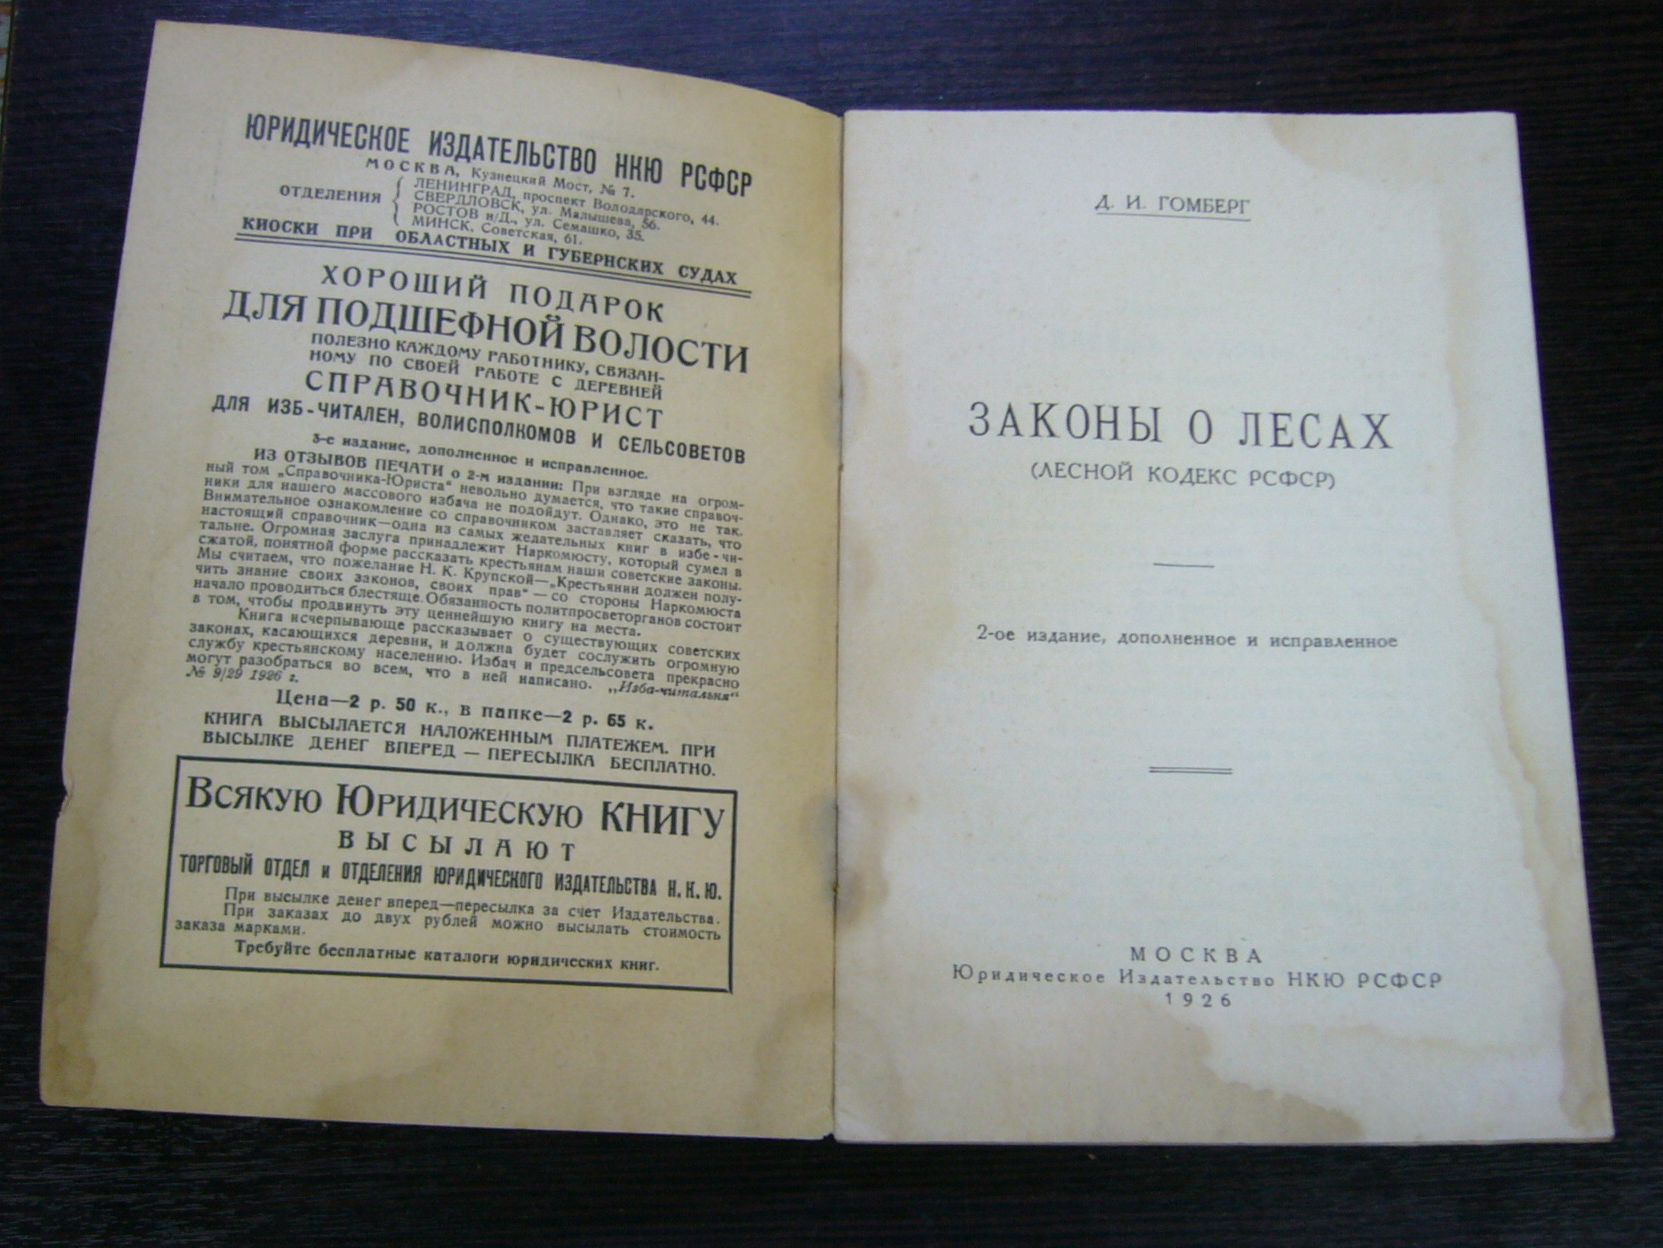 ЮРИДИЧЕСКОЕ ИЗДАТЕЛЬСТВО НКЮ РСФСР
МОСКВА, Кузнецкий Мост, № 7.
ОТДЕЛЕНИЯ
ЛЕНИНГРАД, проспект Володарского, 44.
СВЕРДЛОВСК, ул. Малышева, 56.
РОСТОВ н/Д., ул. Семашко, 35.
МИНСК, Советская, 61.
КИОСКИ ПРИ ОБЛАСТНЫХ И ГУБЕРНСКИХ СУДАХ
ХОРОШИЙ ПОДАРОК
ДЛЯ ПОДШЕФНОЙ ВОЛОСТИ
ПОЛЕЗНО КАЖДОМУ РАБОТНИКУ, СВЯЗАН-
НОМУ ПО СВОЕЙ РАБОТЕ С ДЕРЕВНЕЙ
СПРАВОЧНИК-ЮРИСТ
ДЛЯ ИЗБ-ЧИТАЛЕН, ВОЛИСПОЛКОМОВ И СЕЛЬСОВЕТОВ
3-е издание, дополненное и исправленное.
ИЗ ОТЗЫВОВ ПЕЧАТИ о 2-м издании: При взгляде на огром-
ный том „Справочника-Юриста" невольно думается, что такие справоч-
ники для нашего массового избача не подойдут. Однако, это не так.
Внимательное ознакомление со справочником заставляет сказать, что
настоящий справочник—одна из самых жедательных книг в избе-чи-
тальне. Огромная заслуга принадлежит Наркомюсту, который сумел в
сжатой, понятной форме рассказать крестьянам наши советские законы.
Мы считаем, что пожелание Н. К. Крупской—„Крестьянин должен полу-
чить знание своих законов, своих прав"—со стороны Наркомюста
начало проводиться блестяще. Обязанность политпросветорганов состоит
в том, чтобы продвинуть эту ценнейшую книгу на места.
Книга исчерпывающе рассказывает о существующих советских
законах, касающихся деревни, и должна будет сослужить огромную
службу крестьянскому населению. Избач и предсельсовета прекрасно
могут разобраться во всем, что в ней написано. „Изба-читальня"
№ 9/29 1926 г.
Цена—2 р. 50 к., в папке—2 р. 65 к.
КНИГА ВЫСЫЛАЕТСЯ НАЛОЖЕННЫМ ПЛАТЕЖЕМ. ПРИ
ВЫСЫЛКЕ ДЕНЕГ ВПЕРЕД — ПЕРЕСЫЛКА БЕСПЛАТНО.
ВСЯКУЮ ЮРИДИЧЕСКУЮ КНИГУ
ВЫСЫЛАЮТ
ТОРГОВЫЙ ОТДЕЛ и ОТДЕЛЕНИЯ ЮРИДИЧЕСКОГО ИЗДАТЕЛЬСТВА Н.К.Ю.
При высылке денег вперед—пересылка за счет Издательства.
При заказах до двух рублей можно высылать стоимость
заказа марками.
Требуйте бесплатные каталоги юридических книг.
Д. И. ГОМБЕРГ
ЗАКОНЫ О ЛЕСАХ
(ЛЕСНОЙ КОДЕКС РСФСР)
2-ое издание, дополненное и исправленное
МОСКВА
Юридическое Издательство НКЮ РСФСР
1926